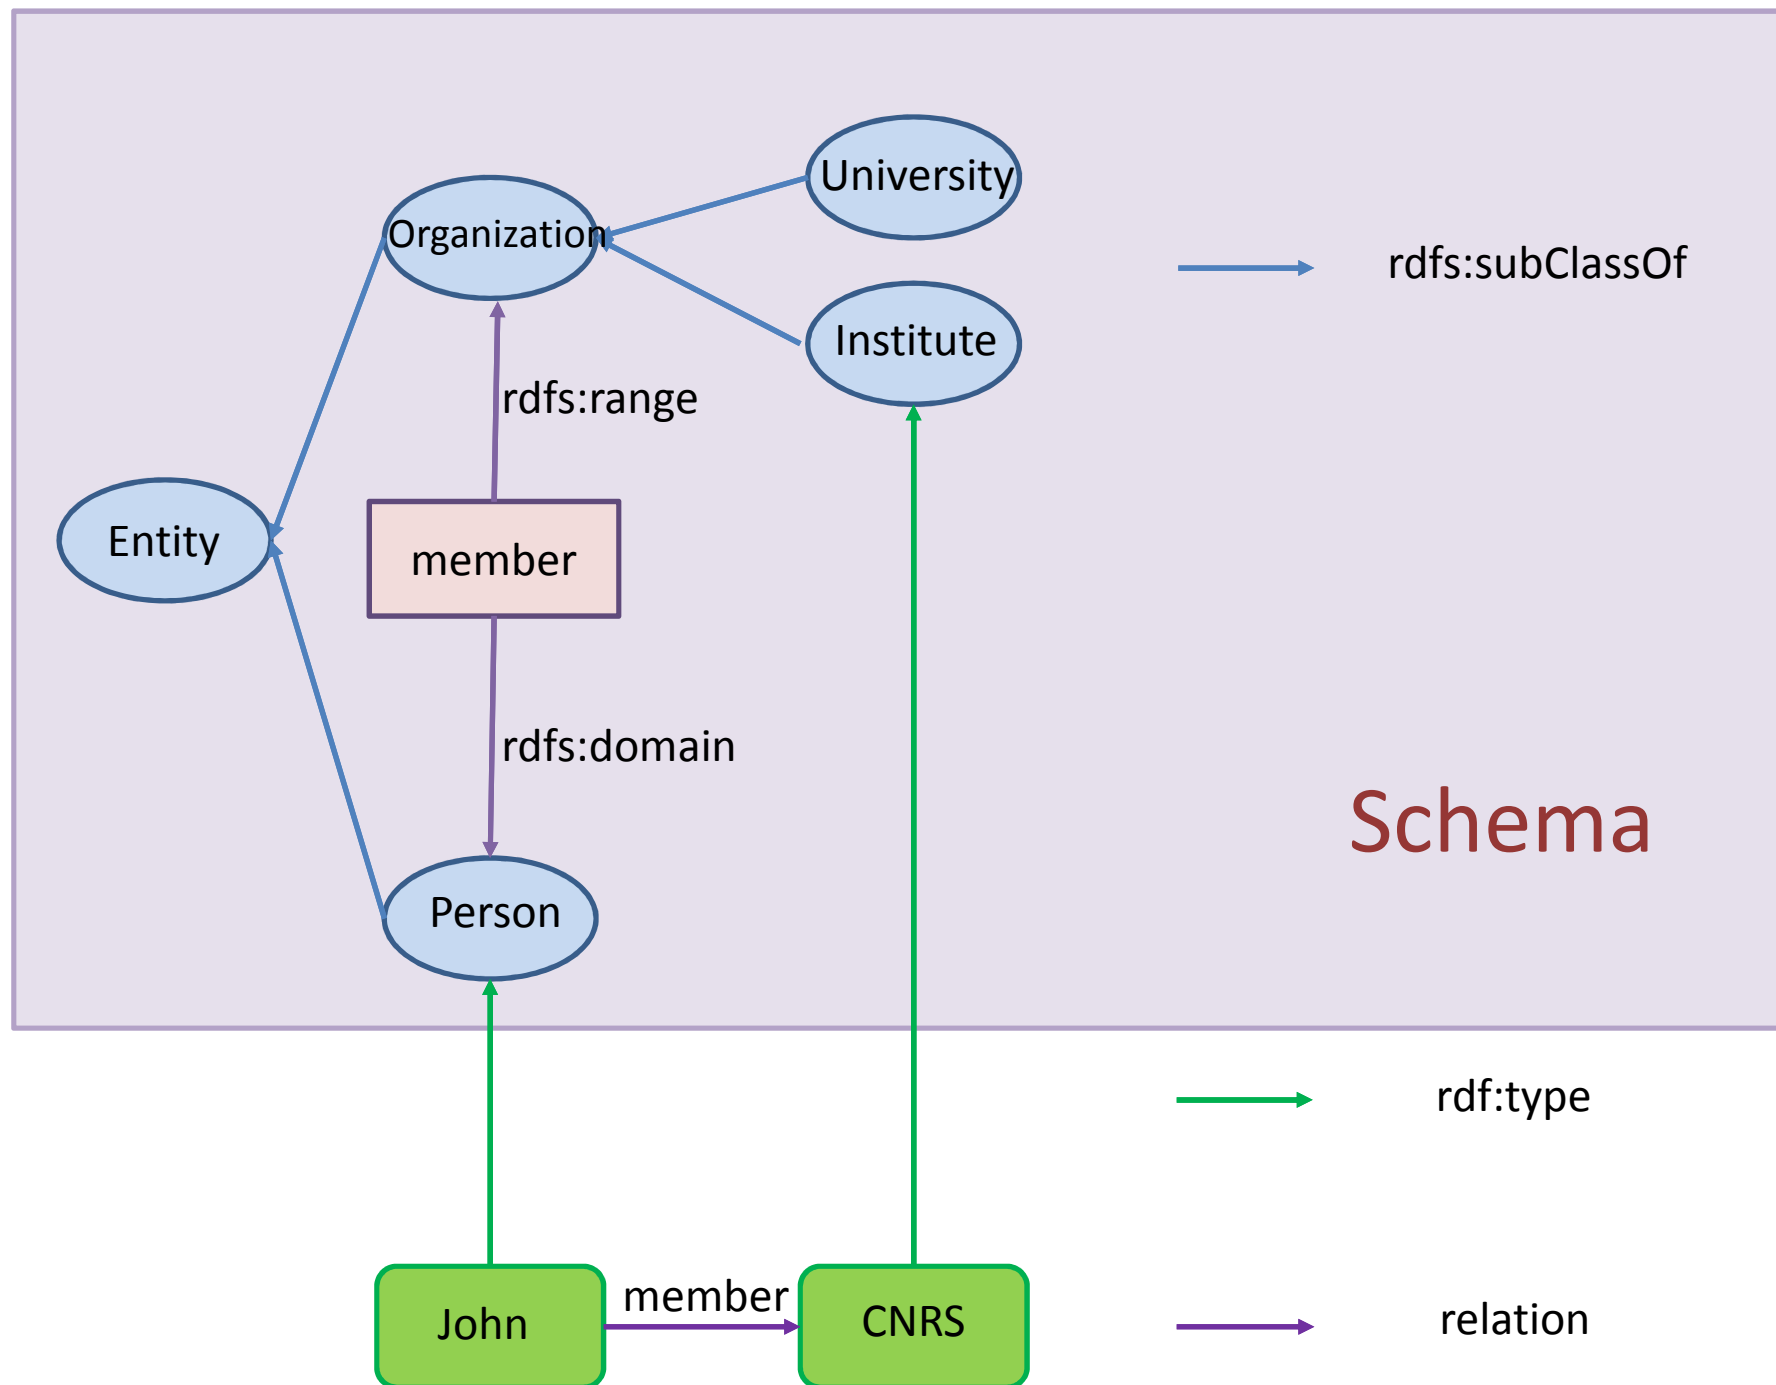 University
Organization
rdfs:subClassOf
Institute
rdfs:range
Entity
member
rdfs:domain
Schema
Person
rdf:type
member
John
CNRS
relation